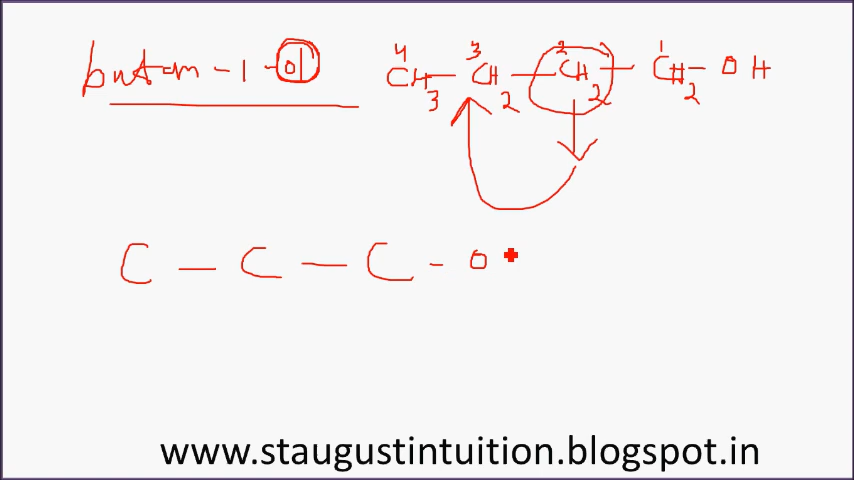 butan-1-ol
4 3 2 1
CH3 — CH2 — CH2 — CH2 — OH
C — C — C - O
www.staugustintuition.blogspot.in